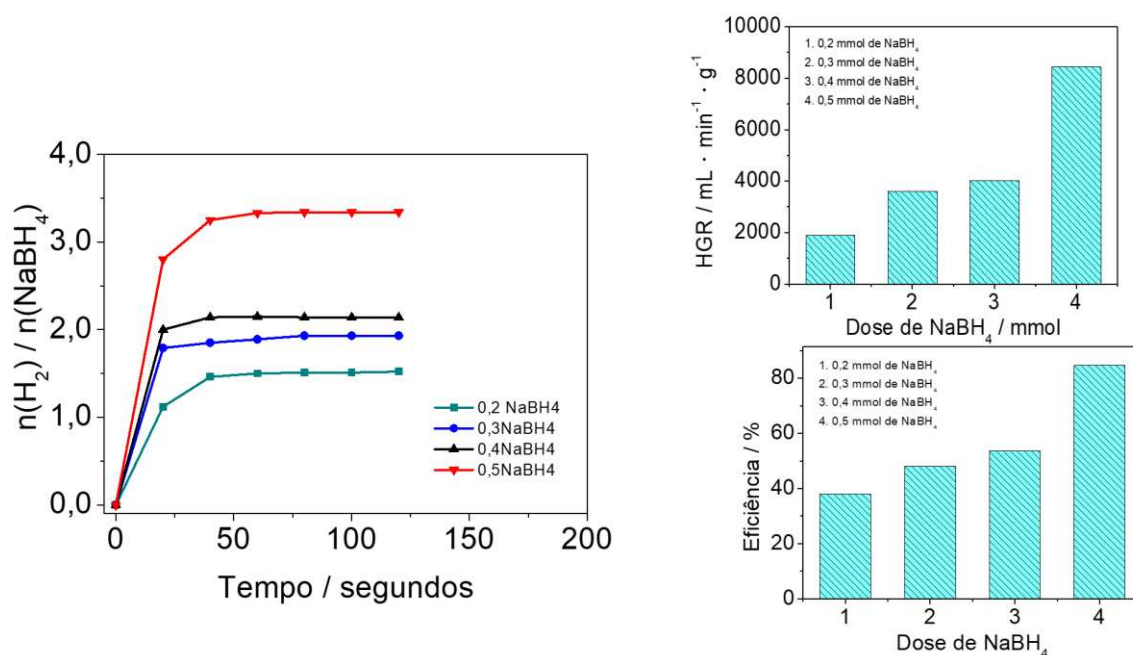 n(H₂) / n(NaBH₄)
4,0
3,0
2,0
1,0
0,0
0 50 100 150 200
Tempo / segundos
0,2 NaBH4
0,3NaBH4
0,4NaBH4
0,5NaBH4
HGR / mL · min⁻¹ · g⁻¹
10000
8000
6000
4000
2000
0
1. 0,2 mmol de NaBH₄
2. 0,3 mmol de NaBH₄
3. 0,4 mmol de NaBH₄
4. 0,5 mmol de NaBH₄
1 2 3 4
Dose de NaBH₄ / mmol
Eficiência / %
80
60
40
20
0
1. 0,2 mmol de NaBH₄
2. 0,3 mmol de NaBH₄
3. 0,4 mmol de NaBH₄
4. 0,5 mmol de NaBH₄
1 2 3 4
Dose de NaBH₄